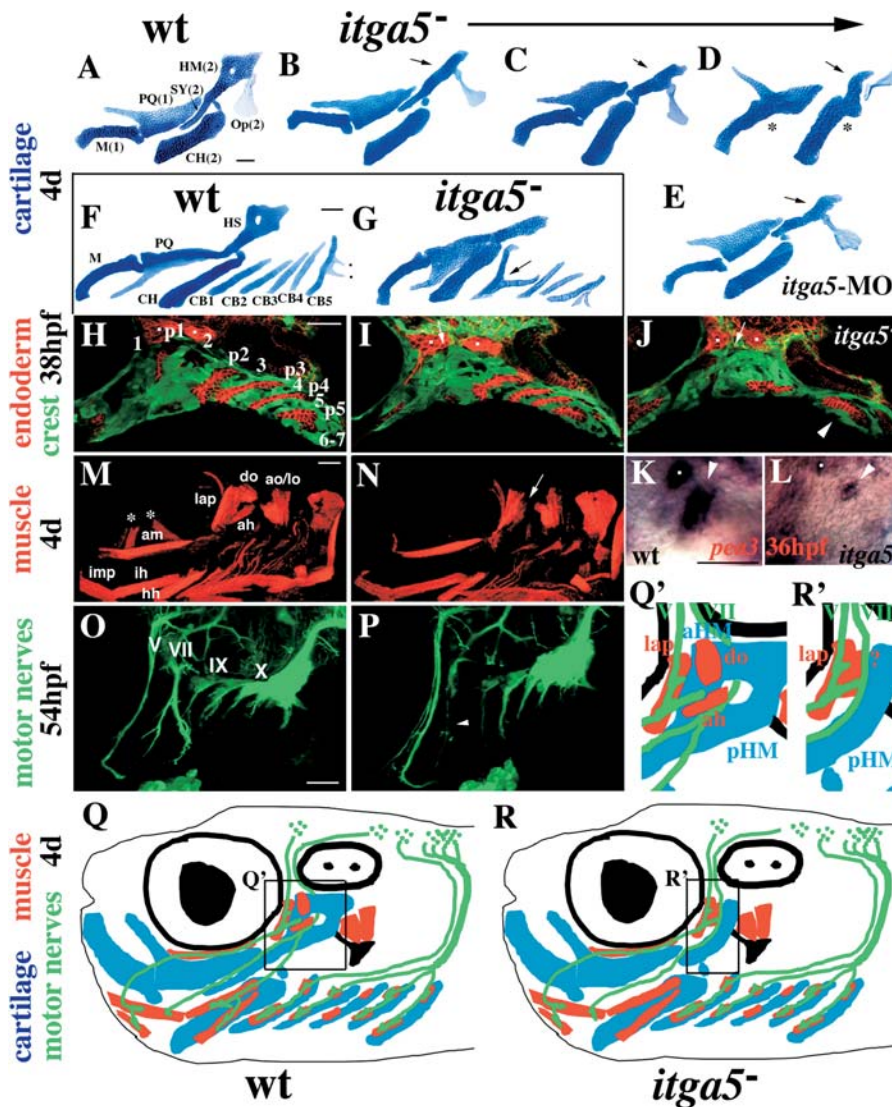 wt
itga5-
cartilage
4d
A
HM(2)
SY(2)
PQ(1)
M(1)
CH(2)
Op(2)
B
C
D
*
*
wt
itga5-
F
HS
PQ
M
CH
CB1
CB2
CB3
CB4
CB5
G
E
itga5-MO
endoderm
crest
38hpf
H
1
p1
2
p2
3
p3
4
p4
5
p5
6-7
I
J
itga5-
muscle
4d
M
* *
lap
do
ao/lo
ah
am
imp
ih
hh
N
K
wt
pea3
L
36hpf
itga5-
motor nerves
54hpf
O
V
VII
IX
X
P
Q'
V
VII
aHM
lap
do
ah
pHM
R'
V
VII
lap
?
pHM
cartilage
muscle
motor nerves
4d
Q
Q'
wt
R
R'
itga5-